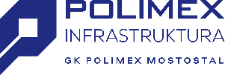 POLIMEX
INFRASTRUKTURA
GK POLIMEX MOSTOSTAL